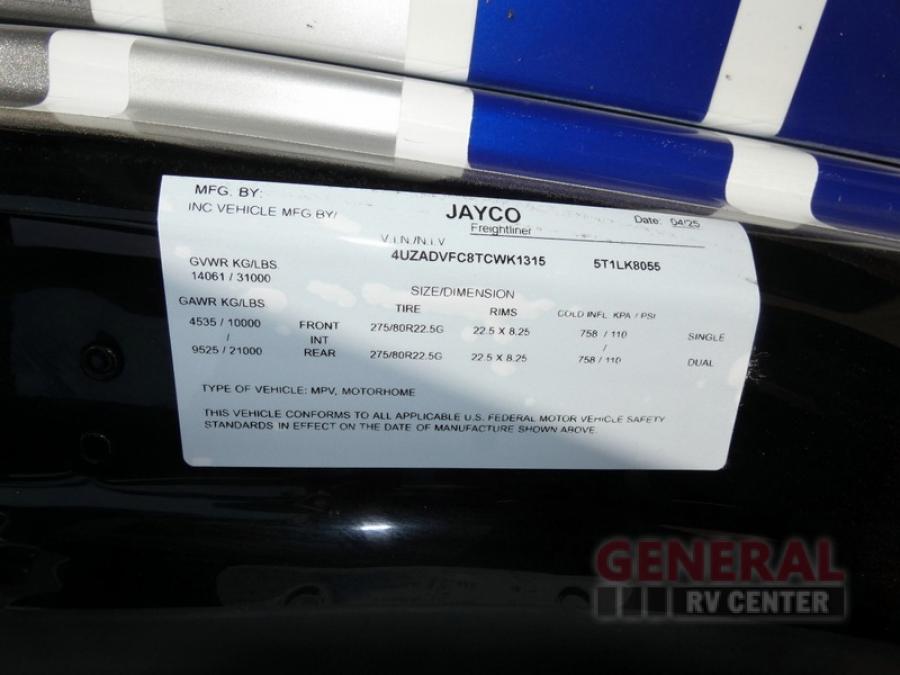 MFG. BY: JAYCO Date: 04/25
INC VEHICLE MFG BY/ Freightliner
V.I.N./N.I.V
GVWR KG/LBS 4UZADVFC8TCWK1315 5T1LK8055
14061 / 31000
SIZE/DIMENSION
GAWR KG/LBS TIRE RIMS COLD INFL. KPA / PSI
4535 / 10000 FRONT 275/80R22.5G 22.5 X 8.25 758 / 110 SINGLE
/ INT
9525 / 21000 REAR 275/80R22.5G 22.5 X 8.25 758 / 110 DUAL
TYPE OF VEHICLE: MPV, MOTORHOME
THIS VEHICLE CONFORMS TO ALL APPLICABLE U.S. FEDERAL MOTOR VEHICLE SAFETY
STANDARDS IN EFFECT ON THE DATE OF MANUFACTURE SHOWN ABOVE.
GENERAL
RV CENTER